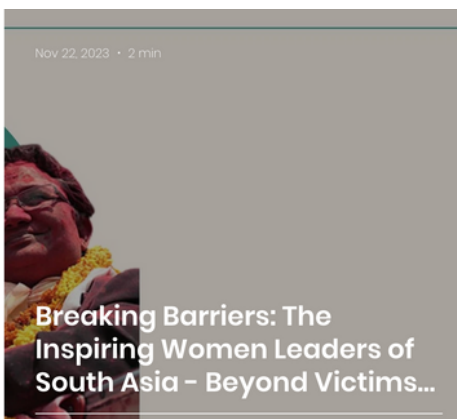 Nov 22, 2023 · 2 min
Breaking Barriers: The
Inspiring Women Leaders of
South Asia - Beyond Victims...